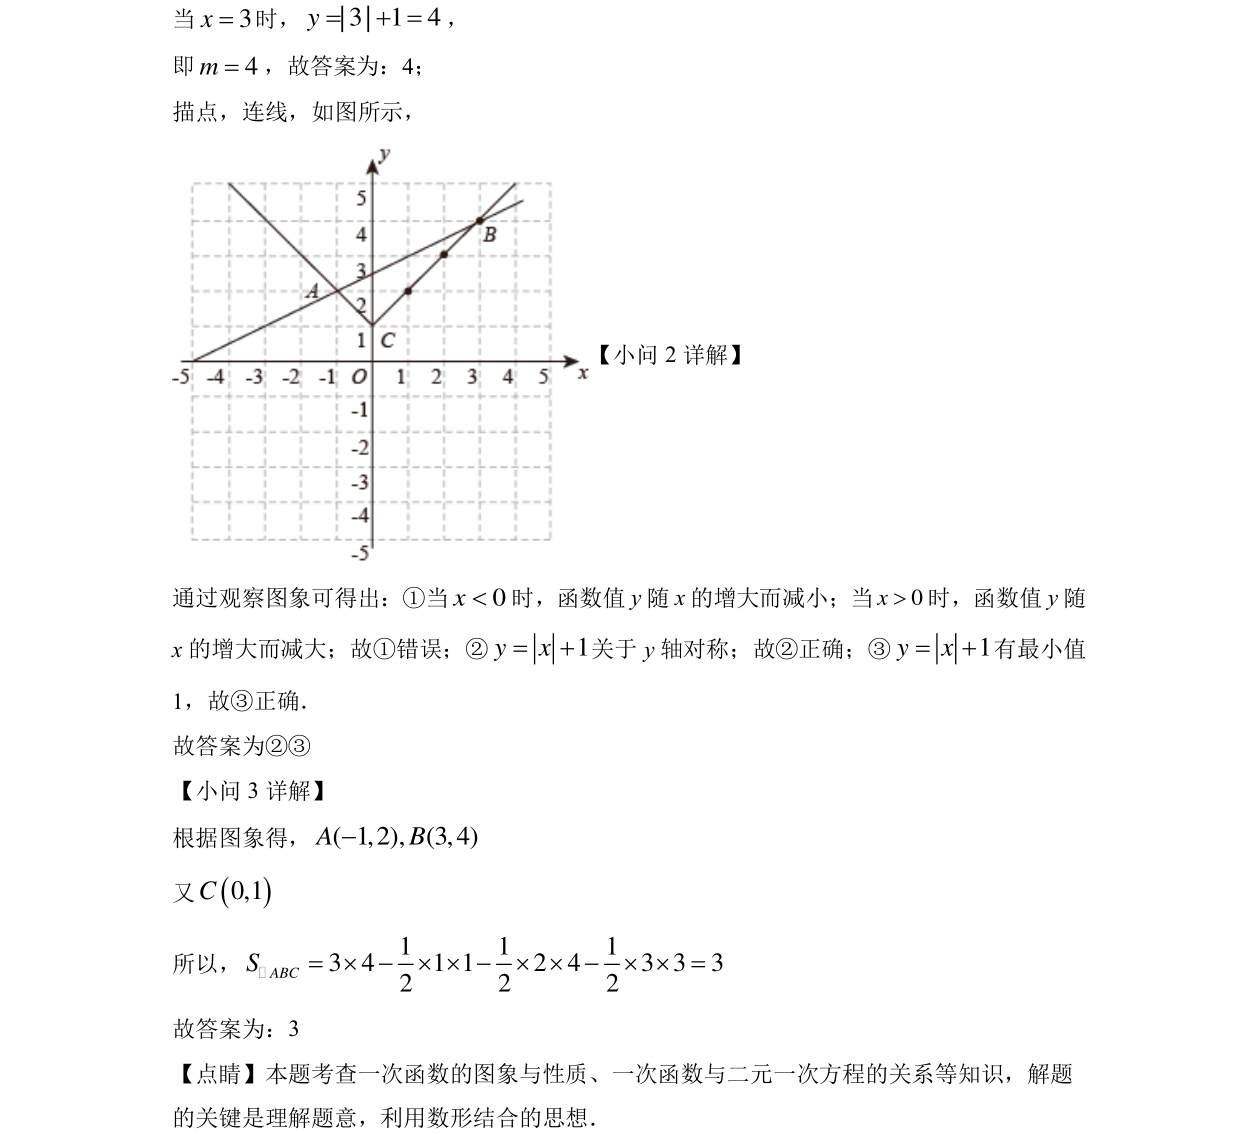 当 x = 3 时， y =|3|+1 = 4 ，
即 m = 4 ，故答案为：4；
描点，连线，如图所示，
y
5
4
B
3
A
2
1 C
【小问 2 详解】
-5 -4 -3 -2 -1 O 1 2 3 4 5 x
-1
-2
-3
-4
-5
通过观察图象可得出：①当 x < 0 时，函数值 y 随 x 的增大而减小；当 x > 0 时，函数值 y 随
x 的增大而减大；故①错误；② y = |x| +1 关于 y 轴对称；故②正确；③ y = |x| +1 有最小值
1，故③正确．
故答案为②③
【小问 3 详解】
根据图象得， A(−1, 2), B(3, 4)
又 C(0,1)
所以， S□ABC = 3×4 − 1/2 ×1×1 − 1/2 ×2×4 − 1/2 ×3×3 = 3
故答案为：3
【点睛】本题考查一次函数的图象与性质、一次函数与二元一次方程的关系等知识，解题
的关键是理解题意，利用数形结合的思想．